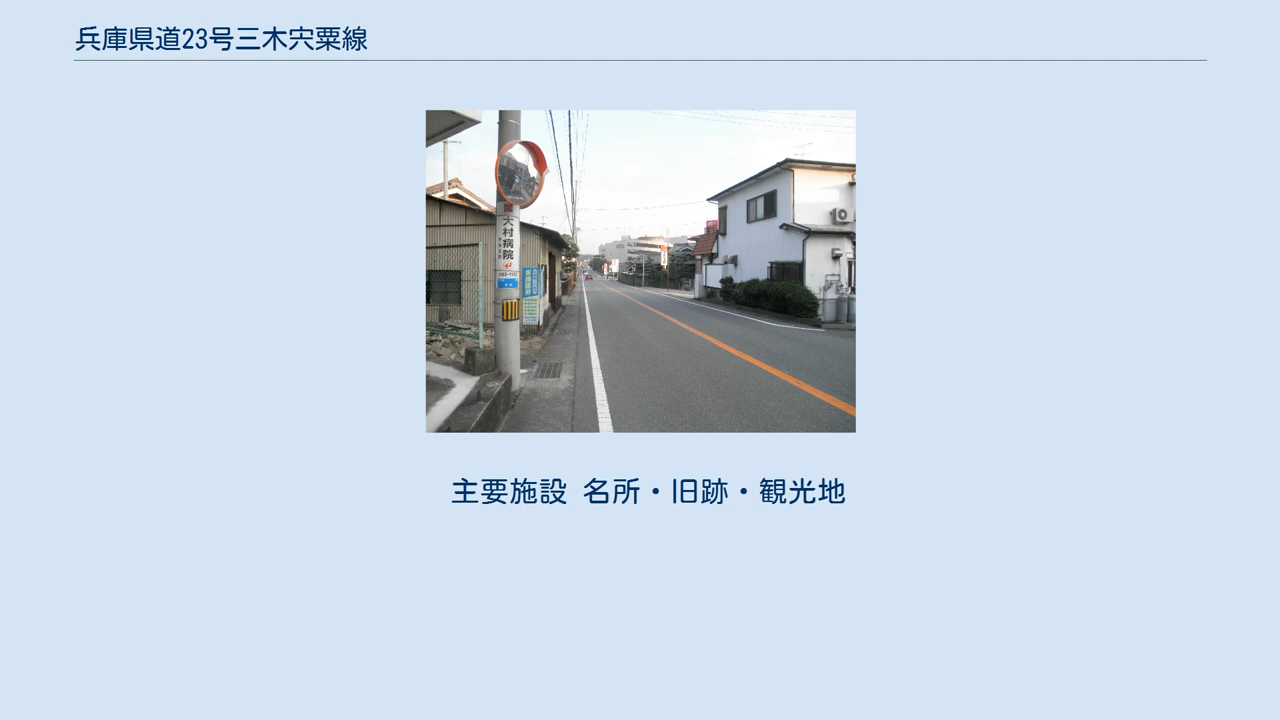 兵庫県道23号三木宍粟線
大村病院
主要施設 名所・旧跡・観光地